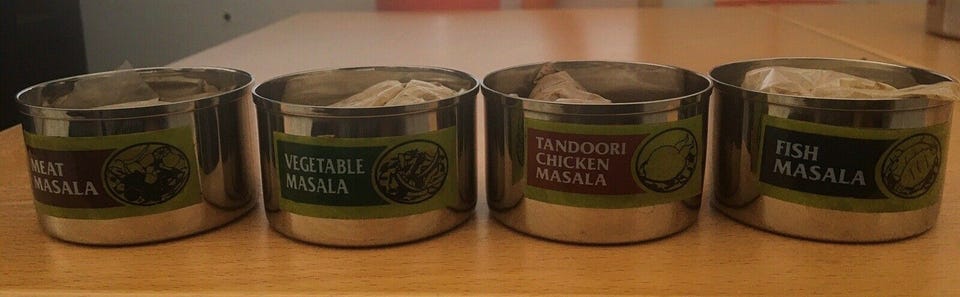 MEAT
MASALA
VEGETABLE
MASALA
TANDOORI
CHICKEN
MASALA
FISH
MASALA